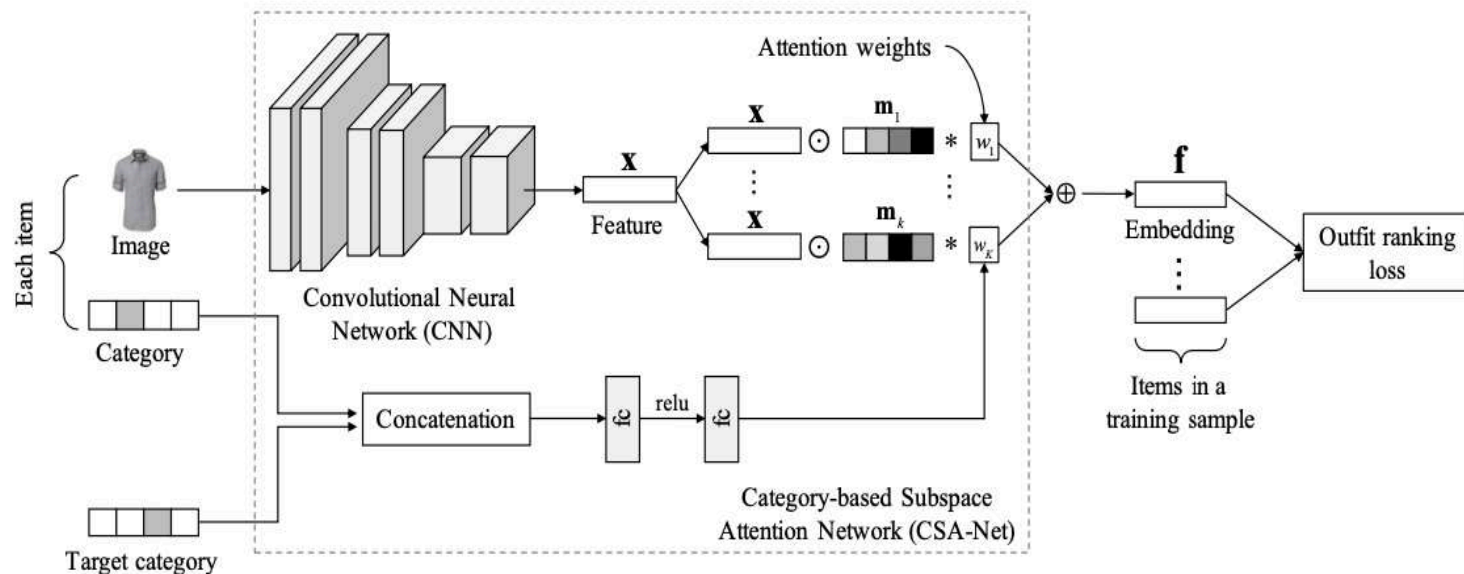 Each item
Image
Category
Target category
Convolutional Neural
Network (CNN)
x
Feature
Attention weights
x
⊙
m1
*
w1
x
⊙
mk
*
wK
⊕
Concatenation
fc
relu
fc
Category-based Subspace
Attention Network (CSA-Net)
f
Embedding
Items in a
training sample
Outfit ranking
loss